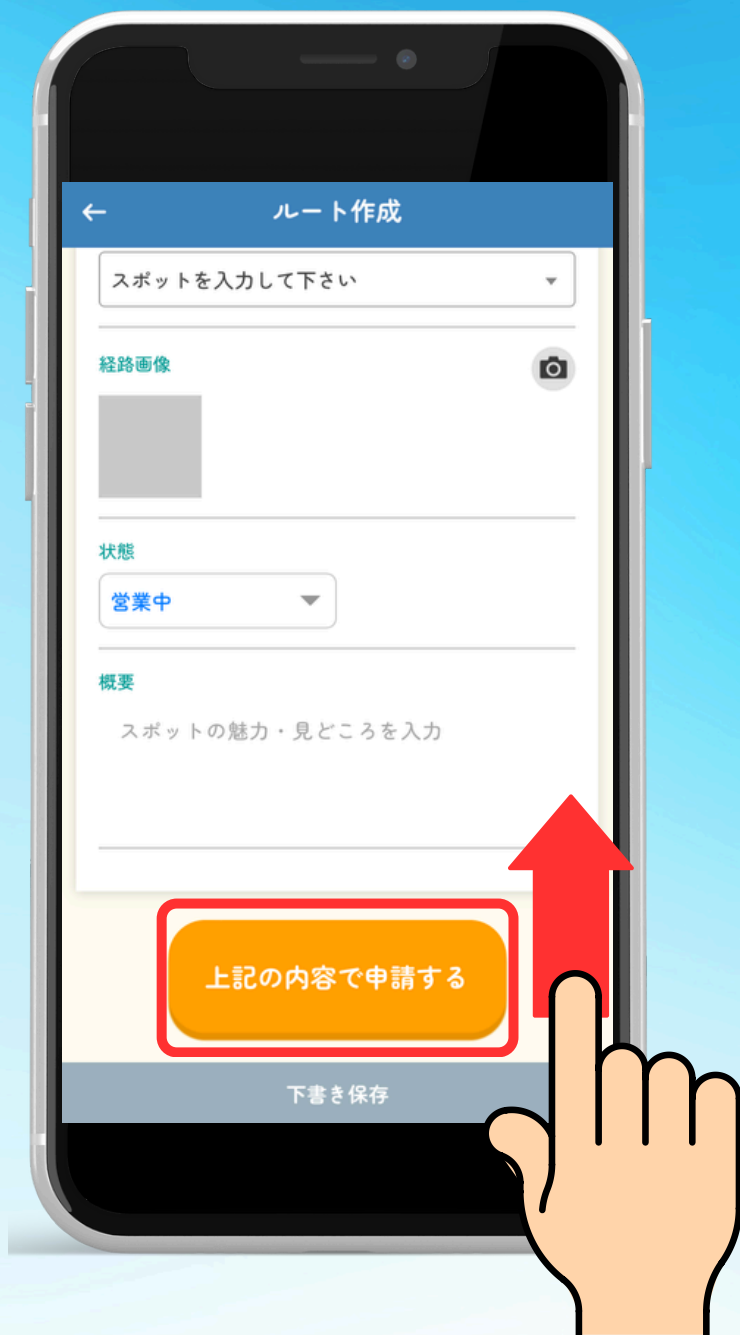 ルート作成
スポットを入力して下さい
経路画像
状態
営業中
概要
スポットの魅力・見どころを入力
上記の内容で申請する
下書き保存